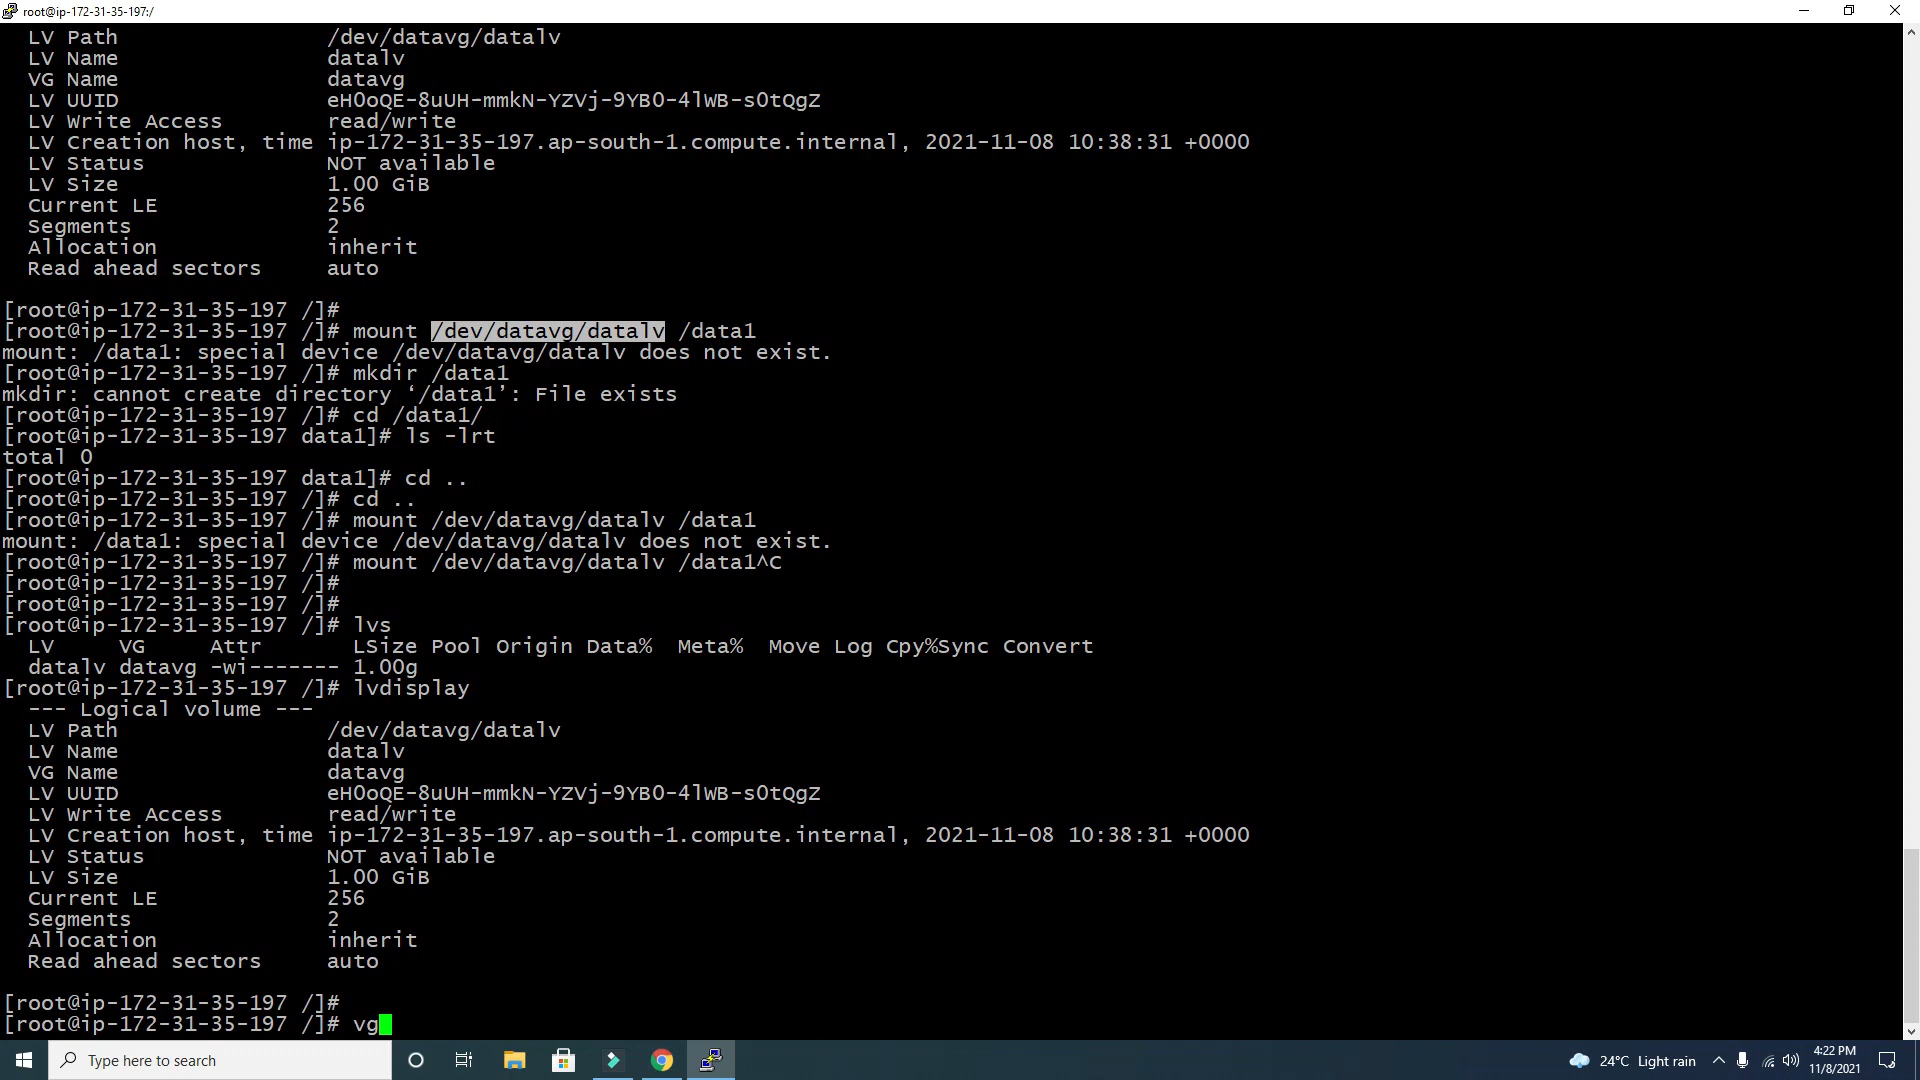 root@ip-172-31-35-197:/
LV Path                /dev/datavg/datalv
LV Name                datalv
VG Name                datavg
LV UUID                eH0oQE-8uUH-mmkN-YZVj-9YBO-4lWB-s0tQgZ
LV Write Access        read/write
LV Creation host, time ip-172-31-35-197.ap-south-1.compute.internal, 2021-11-08 10:38:31 +0000
LV Status              NOT available
LV Size                1.00 GiB
Current LE             256
Segments               2
Allocation             inherit
Read ahead sectors     auto
[root@ip-172-31-35-197 /]#
[root@ip-172-31-35-197 /]# mount /dev/datavg/datalv /data1
mount: /data1: special device /dev/datavg/datalv does not exist.
[root@ip-172-31-35-197 /]# mkdir /data1
mkdir: cannot create directory ‘/data1’: File exists
[root@ip-172-31-35-197 /]# cd /data1/
[root@ip-172-31-35-197 data1]# ls -lrt
total 0
[root@ip-172-31-35-197 data1]# cd ..
[root@ip-172-31-35-197 /]# cd ..
[root@ip-172-31-35-197 /]# mount /dev/datavg/datalv /data1
mount: /data1: special device /dev/datavg/datalv does not exist.
[root@ip-172-31-35-197 /]# mount /dev/datavg/datalv /data1^C
[root@ip-172-31-35-197 /]#
[root@ip-172-31-35-197 /]#
[root@ip-172-31-35-197 /]# lvs
LV     VG     Attr       LSize Pool Origin Data%  Meta%  Move Log Cpy%Sync Convert
datalv datavg -wi------- 1.00g
[root@ip-172-31-35-197 /]# lvdisplay
--- Logical volume ---
LV Path                /dev/datavg/datalv
LV Name                datalv
VG Name                datavg
LV UUID                eH0oQE-8uUH-mmkN-YZVj-9YBO-4lWB-s0tQgZ
LV Write Access        read/write
LV Creation host, time ip-172-31-35-197.ap-south-1.compute.internal, 2021-11-08 10:38:31 +0000
LV Status              NOT available
LV Size                1.00 GiB
Current LE             256
Segments               2
Allocation             inherit
Read ahead sectors     auto
[root@ip-172-31-35-197 /]#
[root@ip-172-31-35-197 /]# vg
Type here to search
24°C Light rain
4:22 PM
11/8/2021